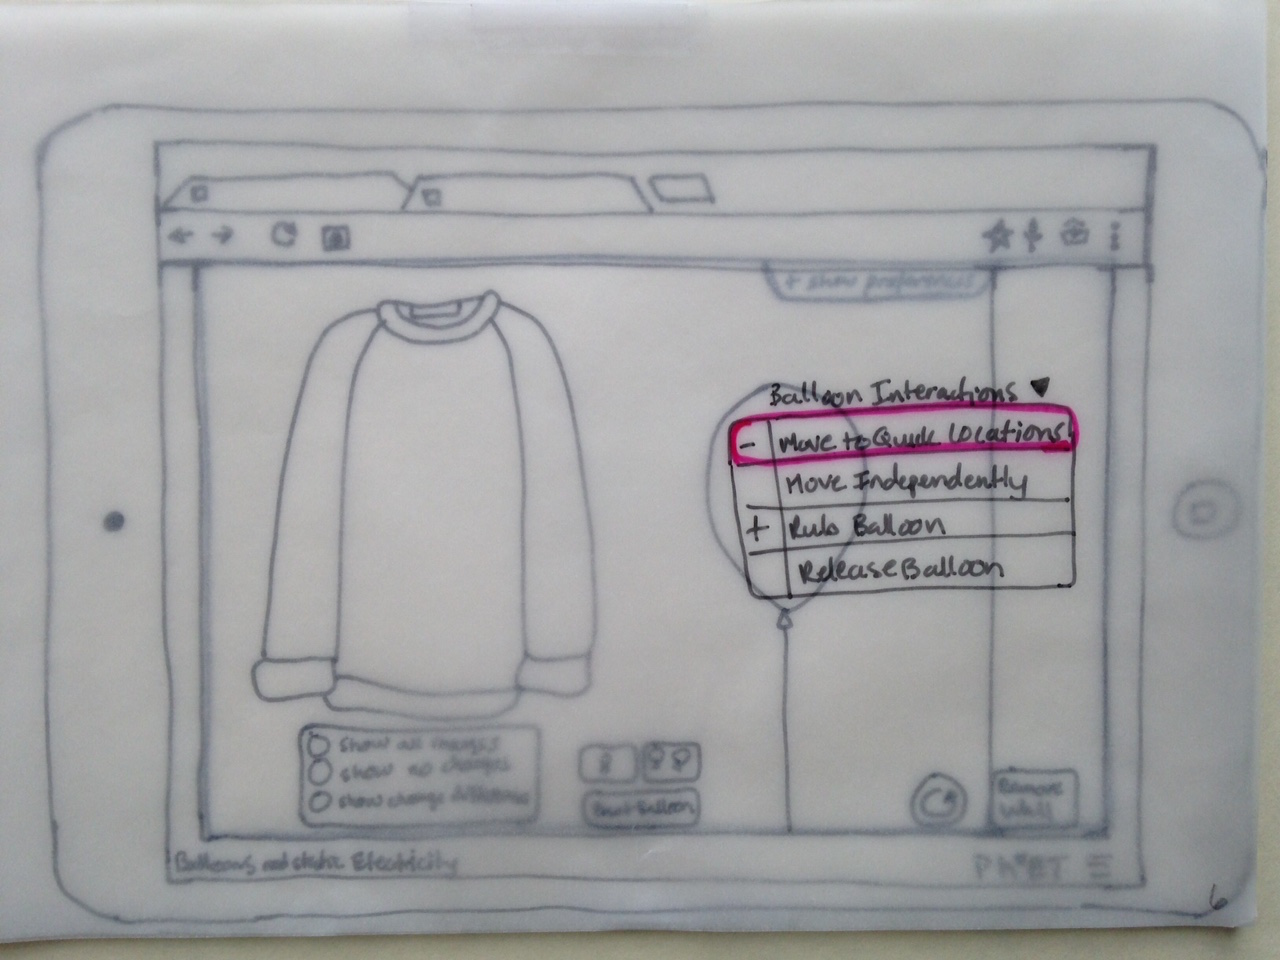 + show preferences
Balloon Interactions ▼
- Move to Quick Locations
Move Independently
+ Rub Balloon
Release Balloon
show all charges
show no charges
show charge differences
Reset Balloon
Remove
Wall
Balloons and static Electricity
PhET
6